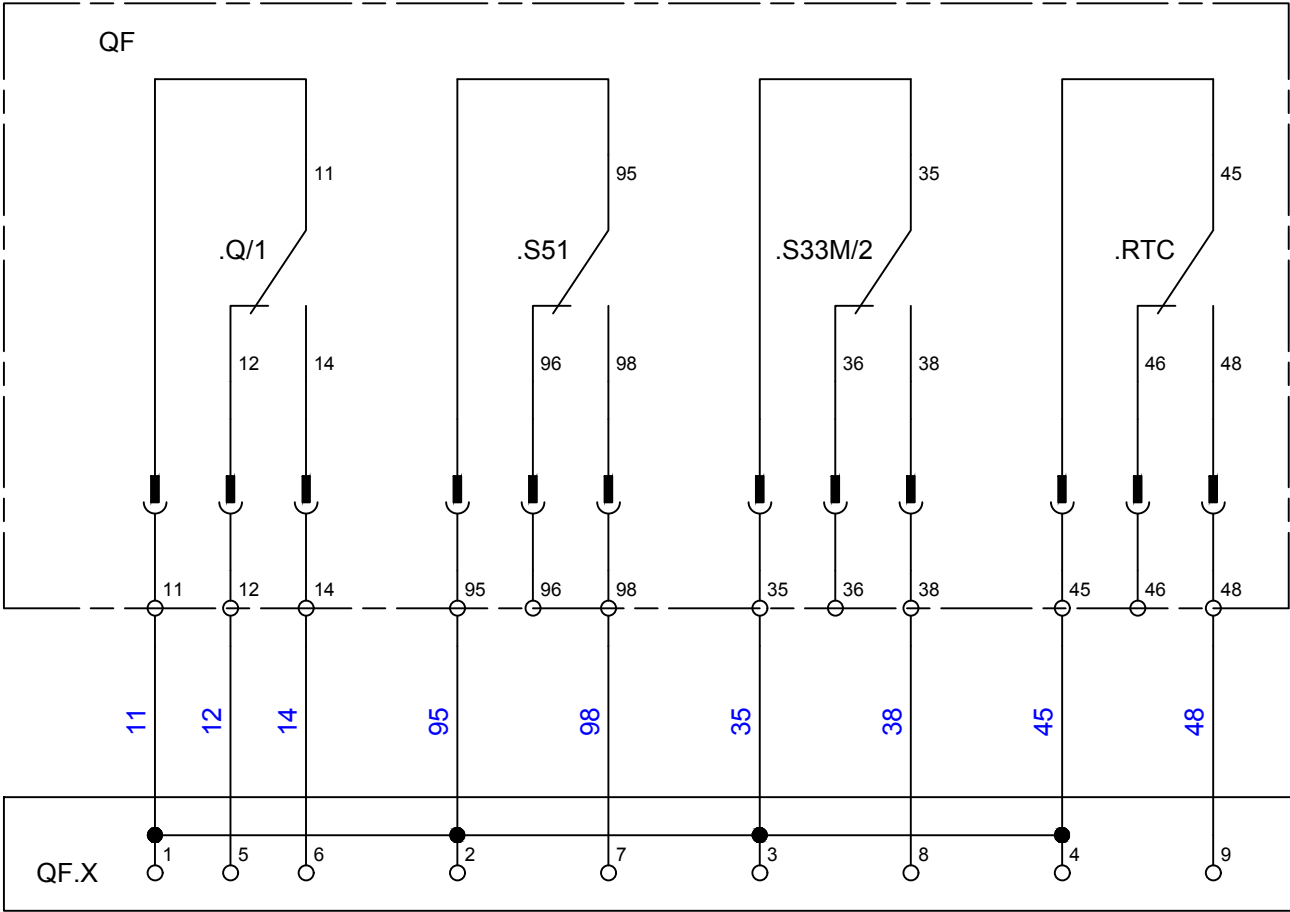 QF
11 95 35 45
.Q/1 .S51 .S33M/2 .RTC
12 14 96 98 36 38 46 48
11 12 14 95 96 98 35 36 38 45 46 48
11 12 14 95 98 35 38 45 48
1 5 6 2 7 3 8 4 9
QF.X